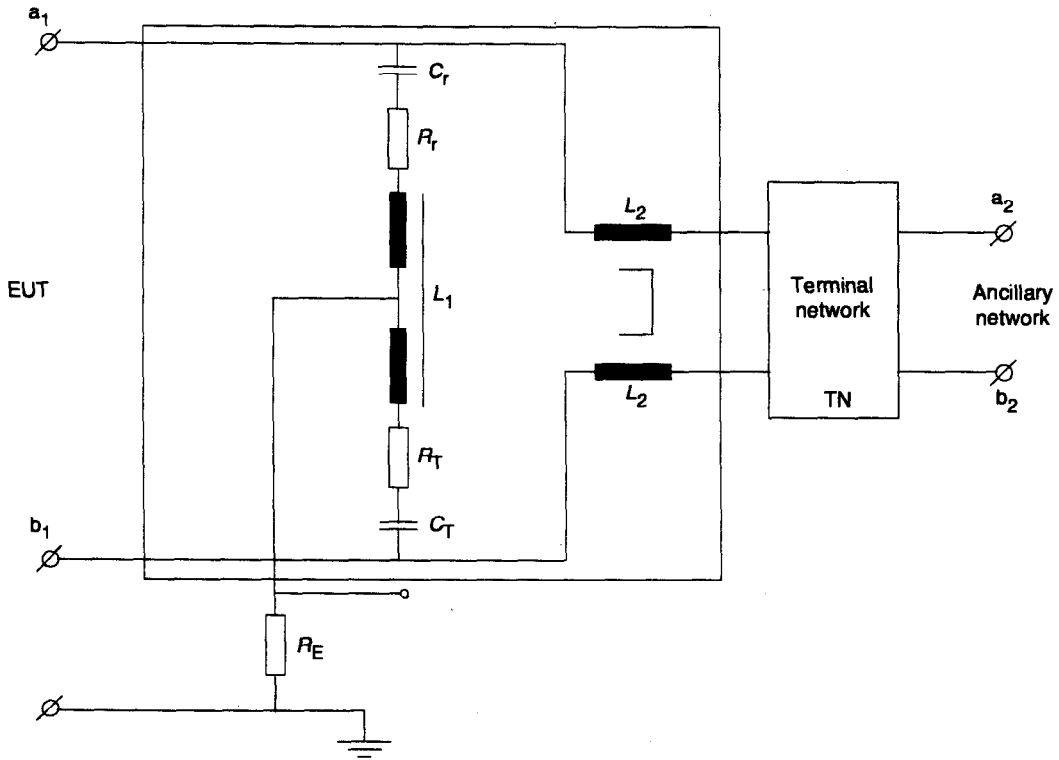 a1
Cr
Rr
L2
a2
EUT
L1
Terminal
network
Ancillary
network
L2
TN
b2
RT
b1
CT
RE